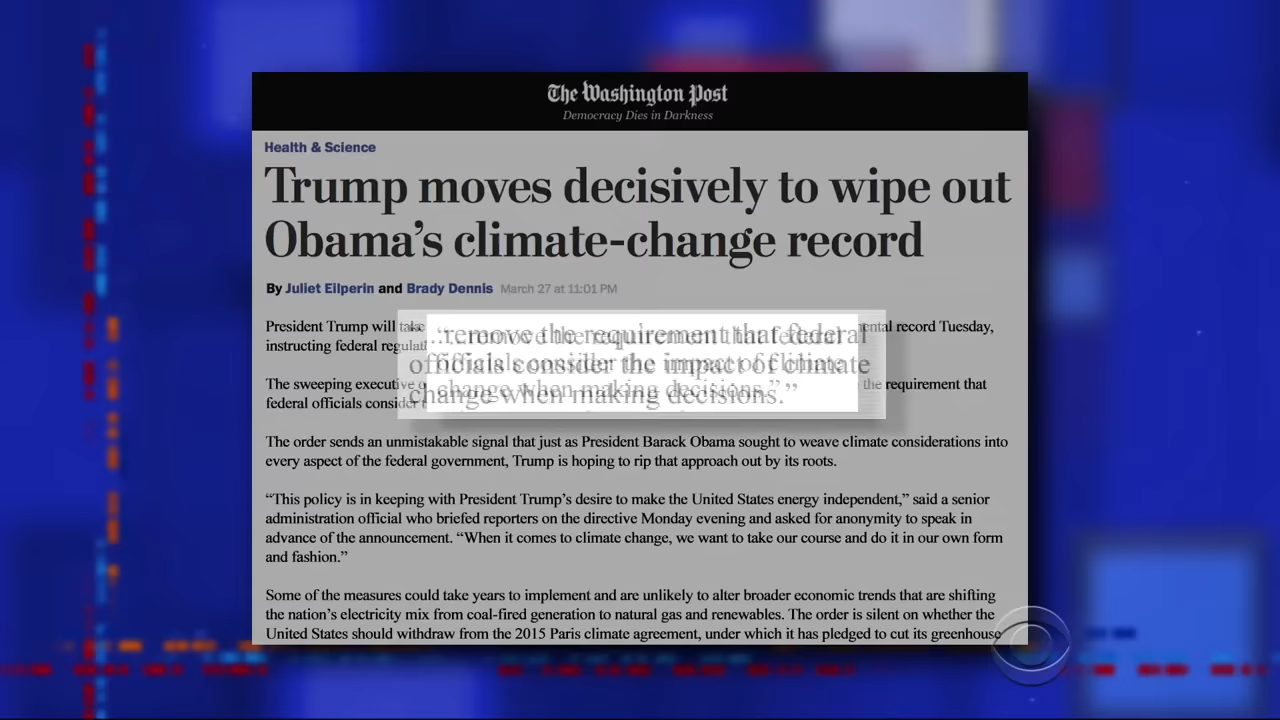 The Washington Post
Democracy Dies in Darkness
Health & Science
Trump moves decisively to wipe out
Obama's climate-change record
By Juliet Eilperin and Brady Dennis March 27 at 11:01 PM
President Trump will take
record Tuesday,
instructing federal
“remove the requirement that federal
officials consider the impact of climate
change when making decisions.”
The sweeping executive
the requirement that
federal officials
The order sends an unmistakable signal that just as President Barack Obama sought to weave climate considerations into
every aspect of the federal government, Trump is hoping to rip that approach out by its roots.
“This policy is in keeping with President Trump’s desire to make the United States energy independent,” said a senior
administration official who briefed reporters on the directive Monday evening and asked for anonymity to speak in
advance of the announcement. “When it comes to climate change, we want to take our course and do it in our own form
and fashion.”
Some of the measures could take years to implement and are unlikely to alter broader economic trends that are shifting
the nation’s electricity mix from coal-fired generation to natural gas and renewables. The order is silent on whether the
United States should withdraw from the 2015 Paris climate agreement, under which it has pledged to cut its greenhouse